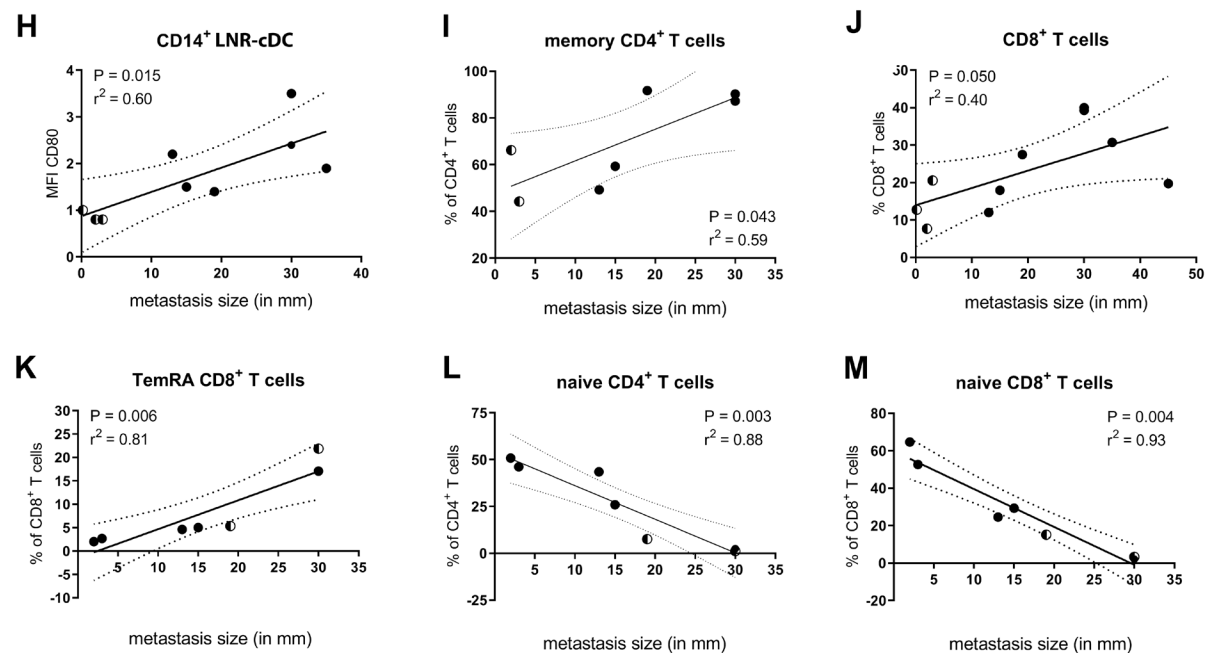 H
CD14+ LNR-cDC
P = 0.015
r2 = 0.60
MFI CD80
4
3
2
1
0
0 10 20 30 40
metastasis size (in mm)
I
memory CD4+ T cells
P = 0.043
r2 = 0.59
% of CD4+ T cells
100
80
60
40
20
5 10 15 20 25 30 35
metastasis size (in mm)
J
CD8+ T cells
P = 0.050
r2 = 0.40
% CD8+ T cells
50
40
30
20
10
0
0 10 20 30 40 50
metastasis size (in mm)
K
TemRA CD8+ T cells
P = 0.006
r2 = 0.81
% of CD8+ T cells
30
25
20
15
10
5
0
-5
-10
5 10 15 20 25 30 35
metastasis size (in mm)
L
naive CD4+ T cells
P = 0.003
r2 = 0.88
% of CD4+ T cells
75
50
25
0
-25
5 10 15 20 25 30 35
metastasis size (in mm)
M
naive CD8+ T cells
P = 0.004
r2 = 0.93
% of CD8+ T cells
80
60
40
20
0
-20
5 10 15 20 25 30 35
metastasis size (in mm)